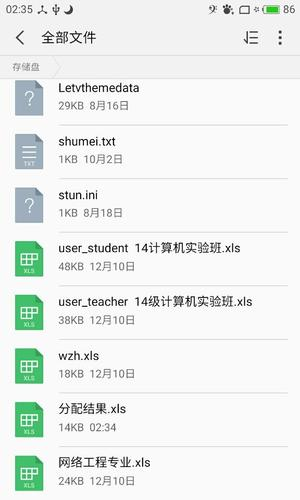 02:35
86
全部文件
存储盘
Letvthemedata
29KB 8月16日
shumei.txt
TXT
1KB 10月2日
stun.ini
1KB 8月18日
user_student 14计算机实验班.xls
XLS
48KB 12月10日
user_teacher 14级计算机实验班.xls
XLS
38KB 12月10日
wzh.xls
XLS
18KB 12月10日
分配结果.xls
XLS
14KB 02:34
网络工程专业.xls
XLS
24KB 12月10日